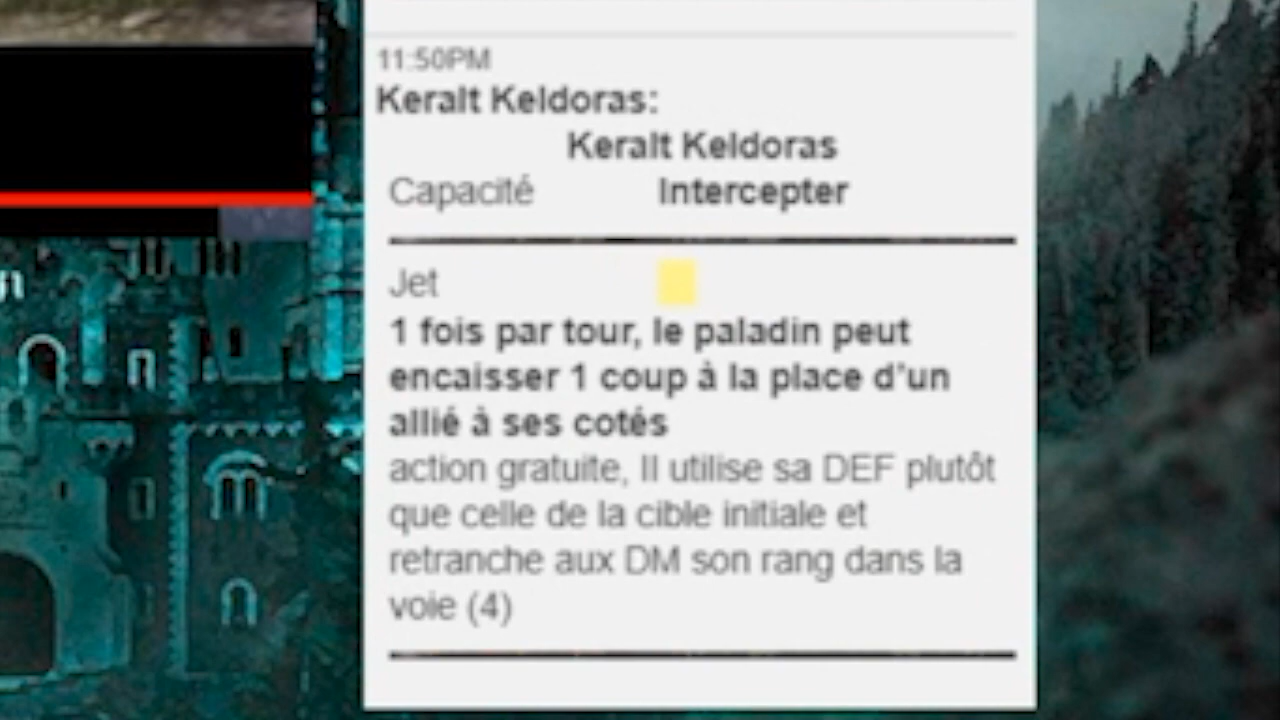 11:50PM
Keralt Keldoras:
Keralt Keldoras
Capacité Intercepter
Jet
1 fois par tour, le paladin peut
encaisser 1 coup à la place d'un
allié à ses cotés
action gratuite, Il utilise sa DEF plutôt
que celle de la cible initiale et
retranche aux DM son rang dans la
voie (4)